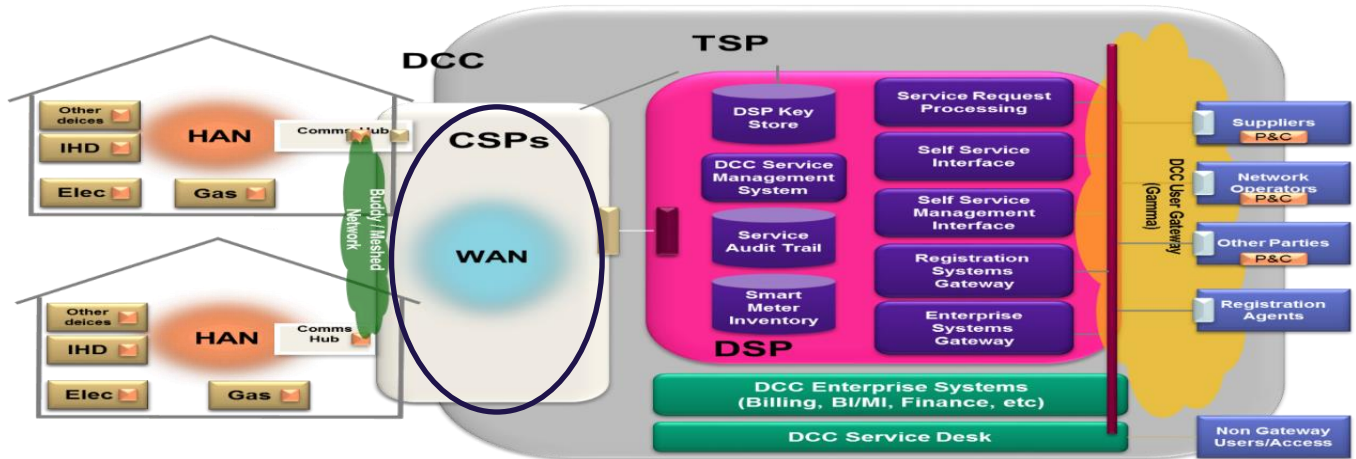 TSP
DCC
Other
deices
IHD
HAN
Comms Hub
Elec
Gas
Buddy / Meshed
Network
Other
deices
IHD
HAN
Comms
Hub
Elec
Gas
CSPs
WAN
DSP Key
Store
DCC Service
Management
System
Service
Audit Trail
Smart
Meter
Inventory
DSP
Service Request
Processing
Self Service
Interface
Self Service
Management
Interface
Registration
Systems
Gateway
Enterprise
Systems
Gateway
DCC Enterprise Systems
(Billing, BI/MI, Finance, etc)
DCC Service Desk
DCC User Gateway
(Gamma)
Suppliers
P&C
Network
Operators
P&C
Other Parties
P&C
Registration
Agents
Non Gateway
Users/Access